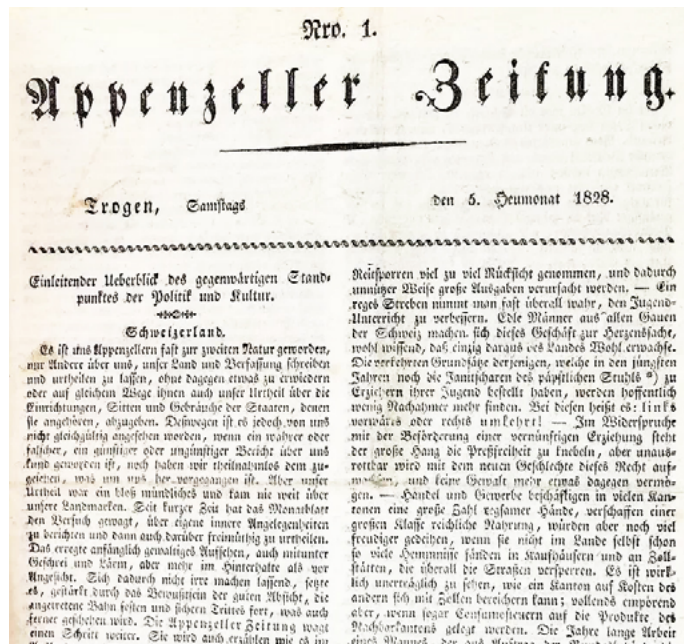 Nro. 1.
Appenzeller Zeitung.
Trogen, Samstags
den 5. Heumonat 1828.
Einleitender Ueberblick des gegenwärtigen Stand-
punktes der Politik und Kultur.
Schweizerland.
Es ist uns Appenzellern fast zur zweiten Natur geworden,
nur Andere über uns, unser Land und Verfassung schreiben
und urtheilen zu lassen, ohne dagegen etwas zu erwiedern
oder auf gleichem Wege ihnen auch unser Urtheil über die
Einrichtungen, Sitten und Gebräuche der Staaten, denen
sie angehören, abzugeben. Deßwegen ist es jedoch von uns
nicht gleichgültig angesehen worden, wenn ein wahrer oder
falscher, ein günstiger oder ungünstiger Bericht über uns
kund geworden ist, noch haben wir theilnahmlos dem zu-
gesehen, was um uns her vorgegangen ist. Aber unser
Urtheil war ein bloß mündliches und kam nie weit über
unsere Landmarken. Seit kurzer Zeit hat das Monatblatt
den Versuch gewagt, über eigene innere Angelegenheiten
zu berichten und dann auch darüber freimüthig zu urtheilen.
Das erregte anfänglich gewaltiges Aufsehen, auch mitunter
Geschrei und Lärm, aber mehr im Hinterhalte als vor
Angesicht. Sich dadurch nicht irre machen lassend, setzte
es, gestärkt durch das Bewußtsein der guten Absicht, die
angetretene Bahn festen und sichern Trittes fort, was auch
ferner geschehen wird. Die Appenzeller Zeitung wagt
einen Schritt weiter. Sie wird auch erzählen wie es im
Reitsporren viel zu viel Rücksicht genommen, und dadurch
unnützer Weise große Ausgaben verursacht werden. — Ein
reges Streben nimmt man fast überall wahr, den Jugend-
Unterricht zu verbessern. Edle Männer aus allen Gauen
der Schweiz machen sich dieses Geschäft zur Herzenssache,
wohl wissend, daß einzig daraus des Landes Wohl erwachse.
Die verkehrten Grundsätze derjenigen, welche in den jüngsten
Jahren noch die Janitscharen des päpstlichen Stuhls *) zu
Erziehern ihrer Jugend bestellt haben, werden hoffentlich
wenig Nachahmer mehr finden. Bei diesen heißt es: links
vorwärts oder rechts umkehrt! — Im Widerspruche
mit der Beförderung einer vernünftigen Erziehung steht
der große Hang die Preßfreiheit zu knebeln, aber unaus-
rottbar wird mit dem neuen Geschlechte dieses Recht auf-
und keine Gewalt mehr etwas dagegen vermö-
gen. — Handel und Gewerbe beschäftigen in vielen Kan-
tonen eine große Zahl regsamer Hände, verschaffen einer
großen Klasse reichliche Nahrung, würden aber noch viel
freudiger gedeihen, wenn sie nicht im Lande selbst schon
so viele Hemmnisse fänden in Kaufhäusern und an Zoll-
stätten, die überall die Straßen versperren. Es ist wirk-
lich unerträglich zu sehen, wie ein Kanton auf Kosten des
andern sich mit Zöllen bereichern kann; vollends empörend
aber, wenn sogar Consumosteuern auf die Produkte des
Nachbarkantons gelegt werden. Die Jahre lange Arbeit
eines Mannes, der